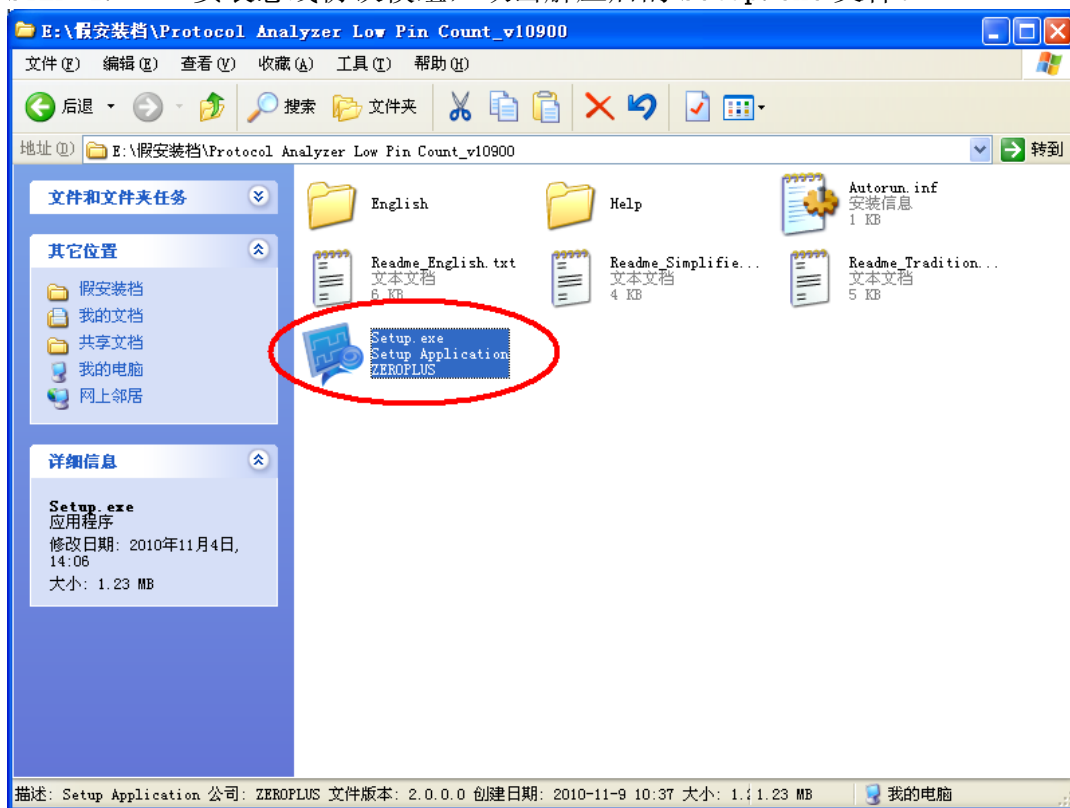 E:\假安装档\Protocol Analyzer Low Pin Count_v10900
文件(F) 编辑(E) 查看(V) 收藏(A) 工具(T) 帮助(H)
后退 搜索 文件夹
地址(D) E:\假安装档\Protocol Analyzer Low Pin Count_v10900 转到
文件和文件夹任务
其它位置
假安装档
我的文档
共享文档
我的电脑
网上邻居
详细信息
Setup.exe
应用程序
修改日期: 2010年11月4日,
14:06
大小: 1.23 MB
English
Help
Autorun.inf
安装信息
1 KB
Readme_English.txt
文本文档
6 KB
Readme_Simplifie...
文本文档
4 KB
Readme_Tradition...
文本文档
5 KB
Setup.exe
Setup Application
ZEROPLUS
描述: Setup Application 公司: ZEROPLUS 文件版本: 2.0.0.0 创建日期: 2010-11-9 10:37 大小: 1.2 1.23 MB 我的电脑